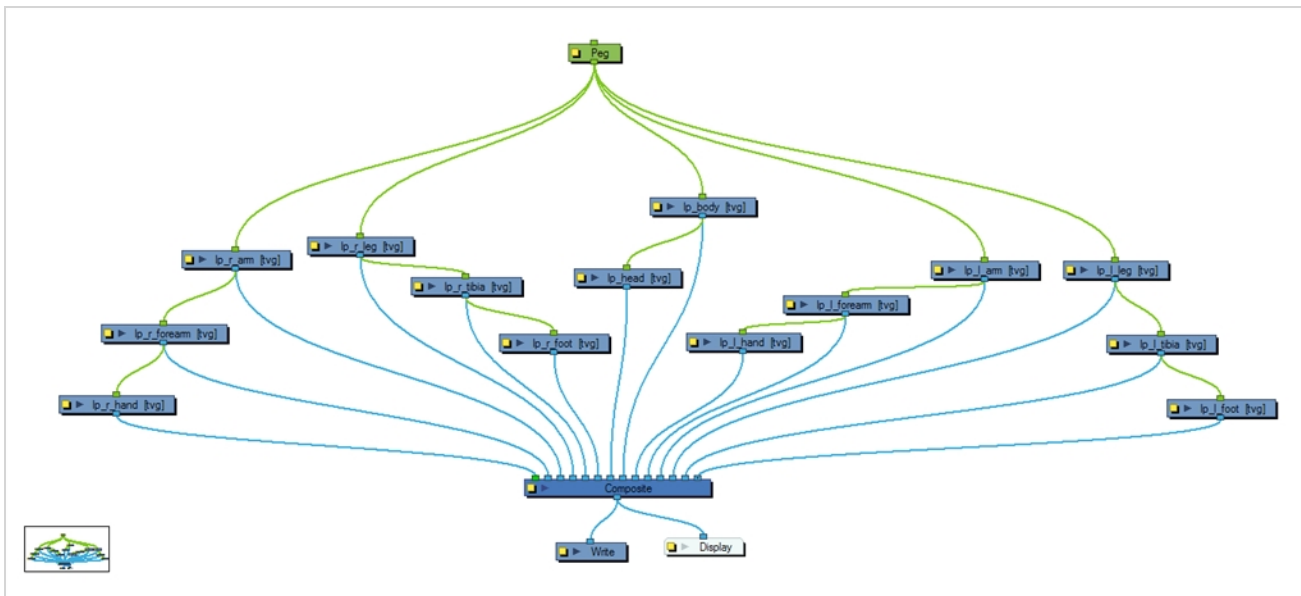 Peg
lp_body [tvg]
lp_r_leg [tvg]
lp_r_arm [tvg]
lp_l_arm [tvg]
lp_l_leg [tvg]
lp_head [tvg]
lp_r_tibia [tvg]
lp_l_forearm [tvg]
lp_r_forearm [tvg]
lp_r_foot [tvg]
lp_l_hand [tvg]
lp_l_tibia [tvg]
lp_r_hand [tvg]
lp_l_foot [tvg]
Composite
Write
Display